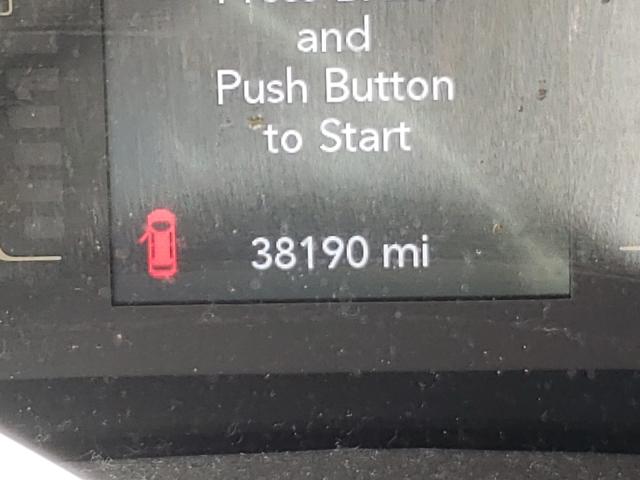 and
Push Button
to Start
38190 mi